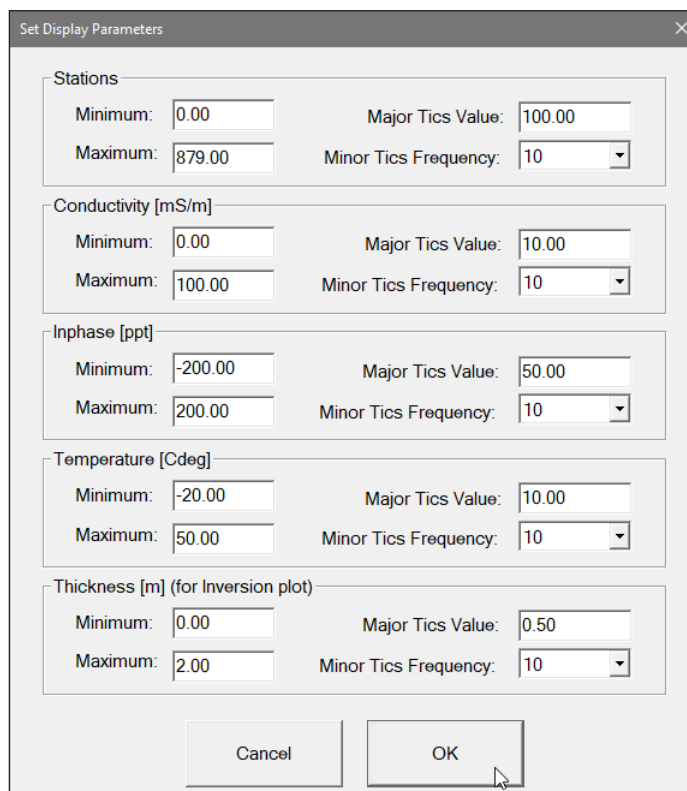 Set Display Parameters
Stations
Minimum: 0.00 Major Tics Value: 100.00
Maximum: 879.00 Minor Tics Frequency: 10
Conductivity [mS/m]
Minimum: 0.00 Major Tics Value: 10.00
Maximum: 100.00 Minor Tics Frequency: 10
Inphase [ppt]
Minimum: -200.00 Major Tics Value: 50.00
Maximum: 200.00 Minor Tics Frequency: 10
Temperature [Cdeg]
Minimum: -20.00 Major Tics Value: 10.00
Maximum: 50.00 Minor Tics Frequency: 10
Thickness [m] (for Inversion plot)
Minimum: 0.00 Major Tics Value: 0.50
Maximum: 2.00 Minor Tics Frequency: 10
Cancel OK